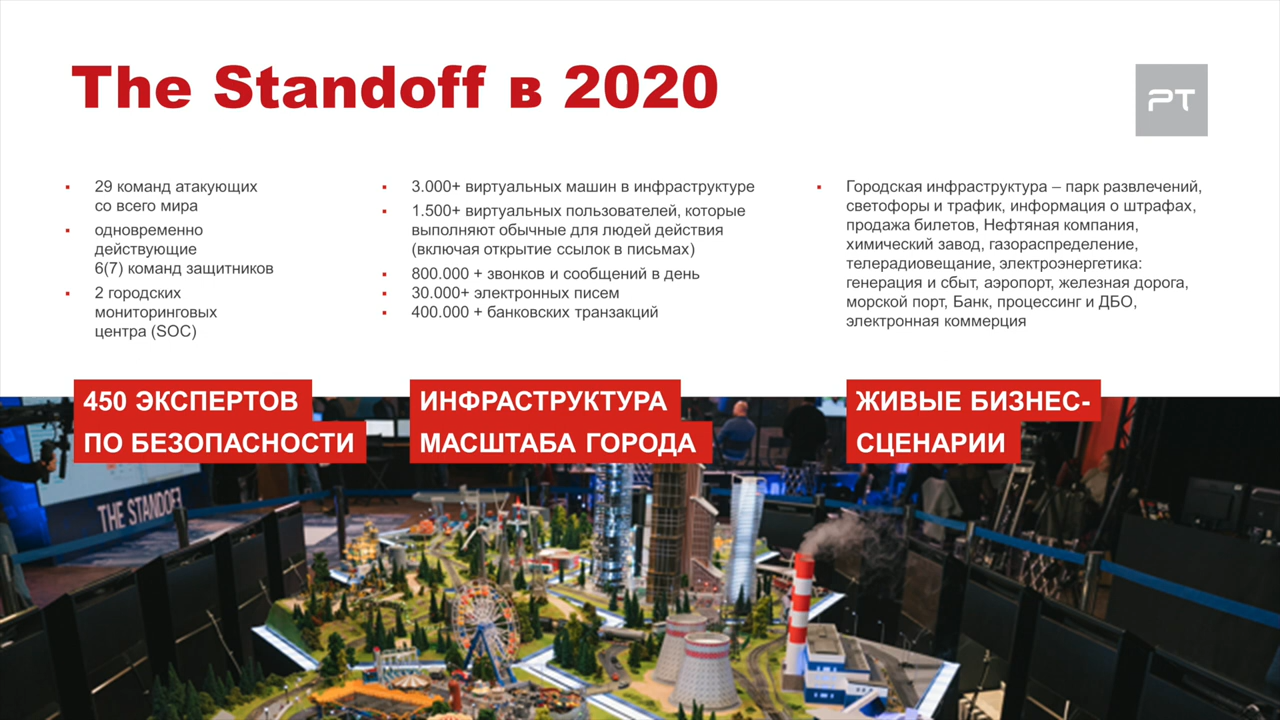 The Standoff в 2020
PT
29 команд атакующих
со всего мира
одновременно
действующие
6(7) команд защитников
2 городских
мониторинговых
центра (SOC)
3.000+ виртуальных машин в инфраструктуре
1.500+ виртуальных пользователей, которые
выполняют обычные для людей действия
(включая открытие ссылок в письмах)
800.000 + звонков и сообщений в день
30.000+ электронных писем
400.000 + банковских транзакций
Городская инфраструктура – парк развлечений,
светофоры и трафик, информация о штрафах,
продажа билетов, Нефтяная компания,
химический завод, газораспределение,
телерадиовещание, электроэнергетика:
генерация и сбыт, аэропорт, железная дорога,
морской порт, Банк, процессинг и ДБО,
электронная коммерция
450 ЭКСПЕРТОВ
ПО БЕЗОПАСНОСТИ
ИНФРАСТРУКТУРА
МАСШТАБА ГОРОДА
ЖИВЫЕ БИЗНЕС-
СЦЕНАРИИ
THE STANDOFF